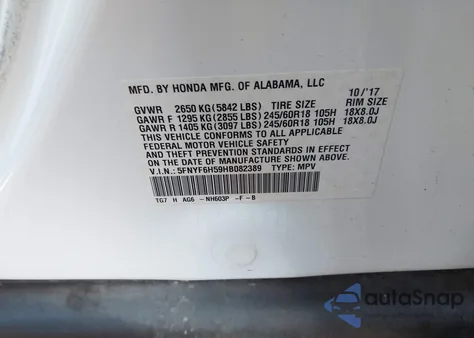 MFD. BY HONDA MFG. OF ALABAMA, LLC 10/'17
GVWR 2650 KG (5842 LBS) TIRE SIZE RIM SIZE
GAWR F 1295 KG (2855 LBS) 245/60R18 105H 18X8.0J
GAWR R 1405 KG (3097 LBS) 245/60R18 105H 18X8.0J
THIS VEHICLE CONFORMS TO ALL APPLICABLE
FEDERAL MOTOR VEHICLE SAFETY, BUMPER,
AND THEFT PREVENTION STANDARDS IN EFFECT
ON THE DATE OF MANUFACTURE SHOWN ABOVE.
V.I.N.: 5FNYF6H59HB082389 TYPE: MPV
TG7 H AG6 -NH603P -F-B
autoSnap